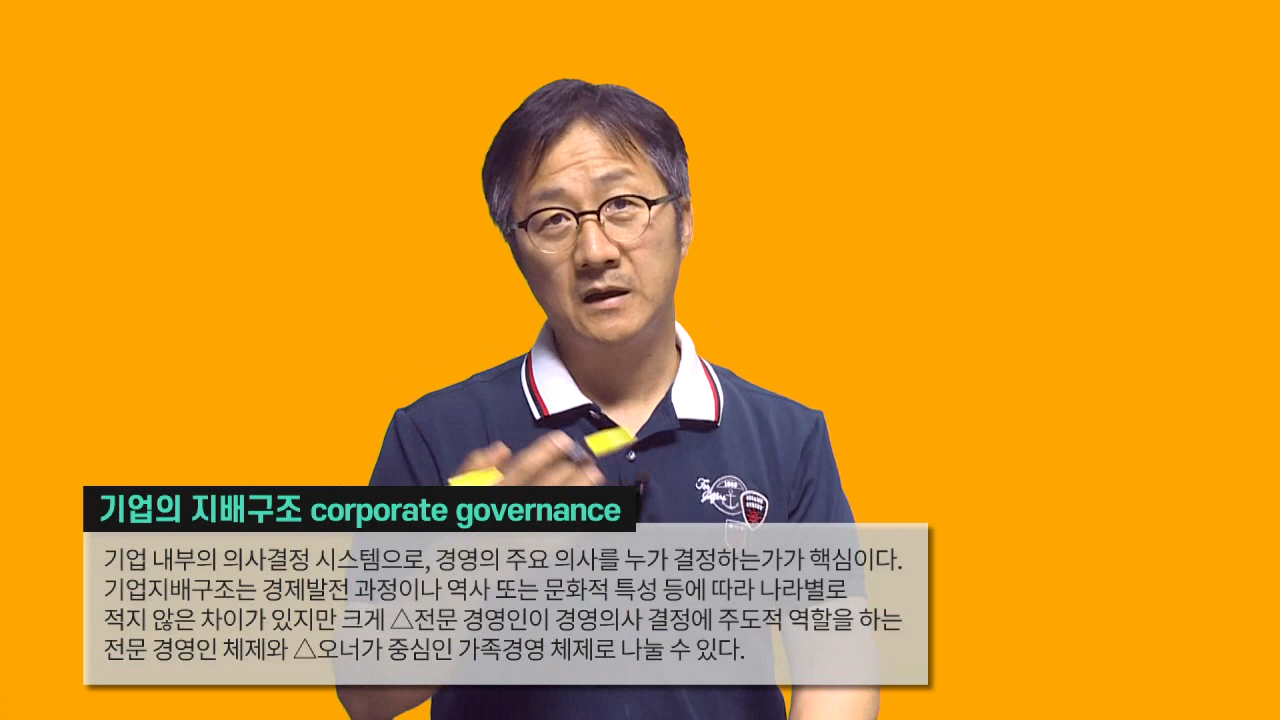 기업의 지배구조 corporate governance
기업 내부의 의사결정 시스템으로, 경영의 주요 의사를 누가 결정하는가가 핵심이다.
기업지배구조는 경제발전 과정이나 역사 또는 문화적 특성 등에 따라 나라별로
적지 않은 차이가 있지만 크게 △전문 경영인이 경영의사 결정에 주도적 역할을 하는
전문 경영인 체제와 △오너가 중심인 가족경영 체제로 나눌 수 있다.